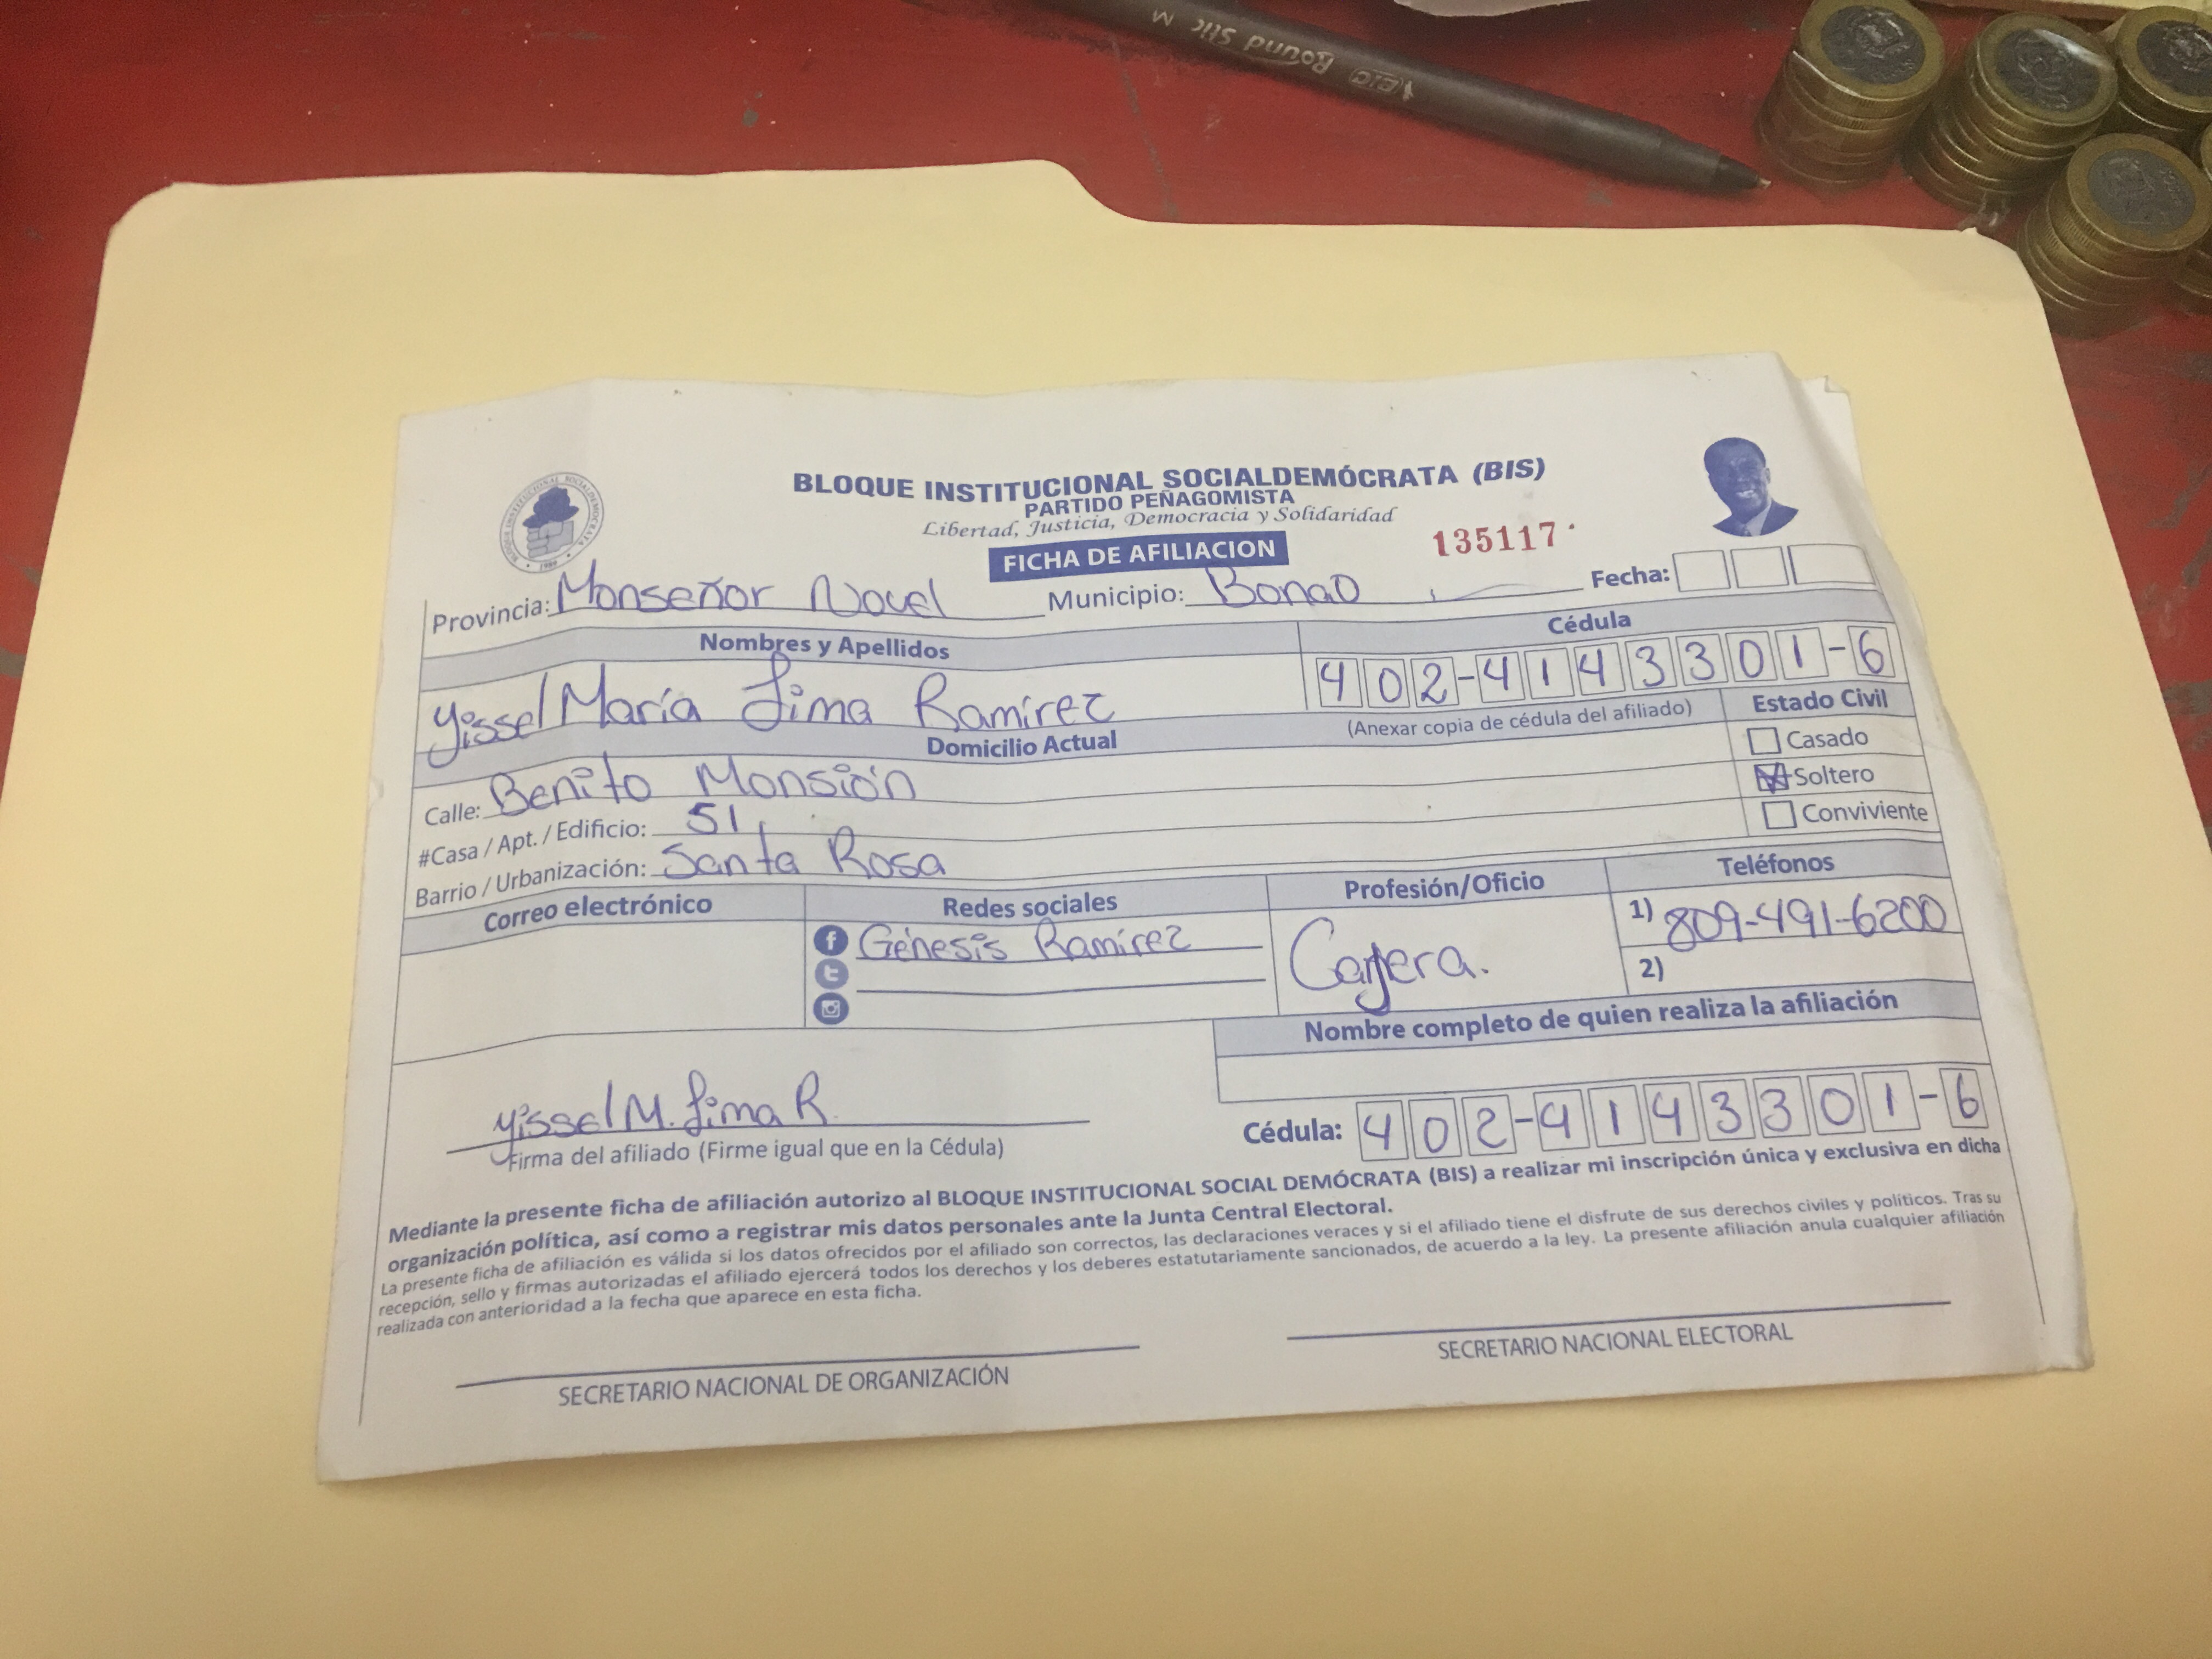 BIC Round Stic M
BLOQUE INSTITUCIONAL SOCIALDEMÓCRATA (BIS)
PARTIDO PEÑAGOMISTA
Libertad, Justicia, Democracia y Solidaridad
FICHA DE AFILIACION
135117
Provincia: Monseñor Nouel Municipio: Bonao Fecha:
Nombres y Apellidos Cédula
Yissel María Lima Ramírez 402-4143301-6
(Anexar copia de cédula del afiliado) Estado Civil
Domicilio Actual
Casado
Calle: Benito Monsión
Soltero
#Casa / Apt. / Edificio: 51
Conviviente
Barrio / Urbanización: Santa Rosa
Correo electrónico Redes sociales Profesión/Oficio Teléfonos
Génesis Ramírez Cajera. 1) 809-491-6200
2)
Nombre completo de quien realiza la afiliación
Yissel M. Lima R.
Firma del afiliado (Firme igual que en la Cédula)
Cédula: 402-4143301-6
Mediante la presente ficha de afiliación autorizo al BLOQUE INSTITUCIONAL SOCIAL DEMÓCRATA (BIS) a realizar mi inscripción única y exclusiva en dicha
organización política, así como a registrar mis datos personales ante la Junta Central Electoral.
La presente ficha de afiliación es válida si los datos ofrecidos por el afiliado son correctos, las declaraciones veraces y si el afiliado tiene el disfrute de sus derechos civiles y políticos. Tras su
recepción, sello y firmas autorizadas el afiliado ejercerá todos los derechos y los deberes estatutariamente sancionados, de acuerdo a la ley. La presente afiliación anula cualquier afiliación
realizada con anterioridad a la fecha que aparece en esta ficha.
SECRETARIO NACIONAL DE ORGANIZACIÓN
SECRETARIO NACIONAL ELECTORAL